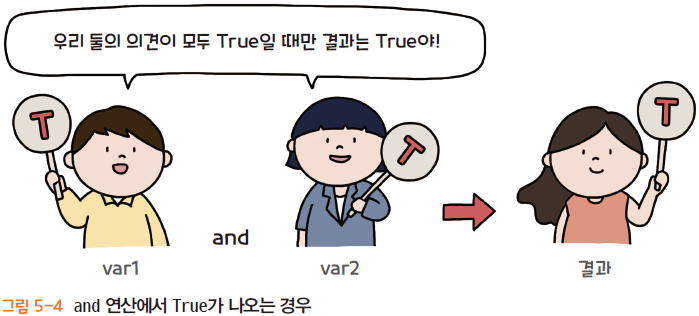 우리 둘의 의견이 모두 True일 때만 결과는 True야!
T
T
T
and
var1
var2
결과
그림 5-4 and 연산에서 True가 나오는 경우